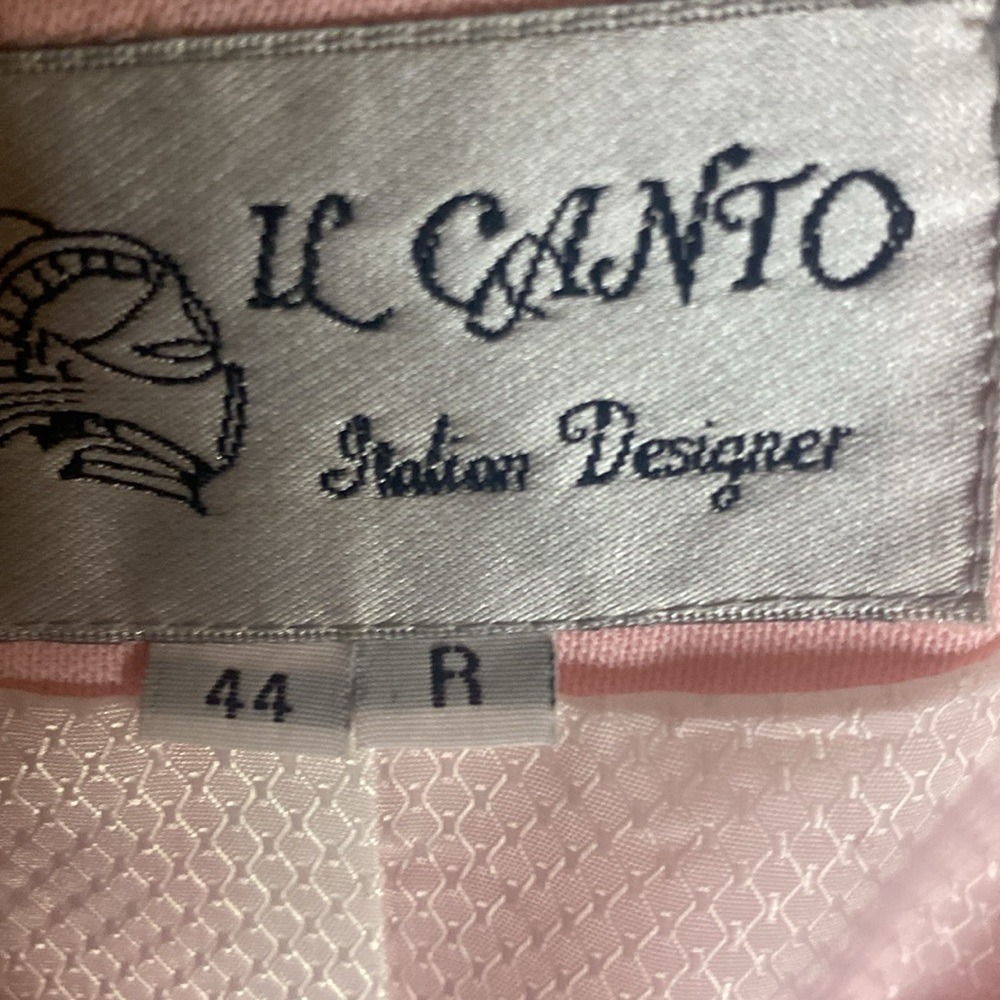 IL CANTO
Italian Designer
44 R